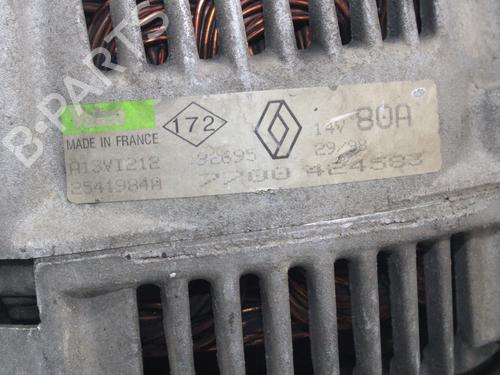 B-PARTS
Valeo
172
14V 80A
MADE IN FRANCE
A13VI212 92695 29/98
2541984A 7700 424583